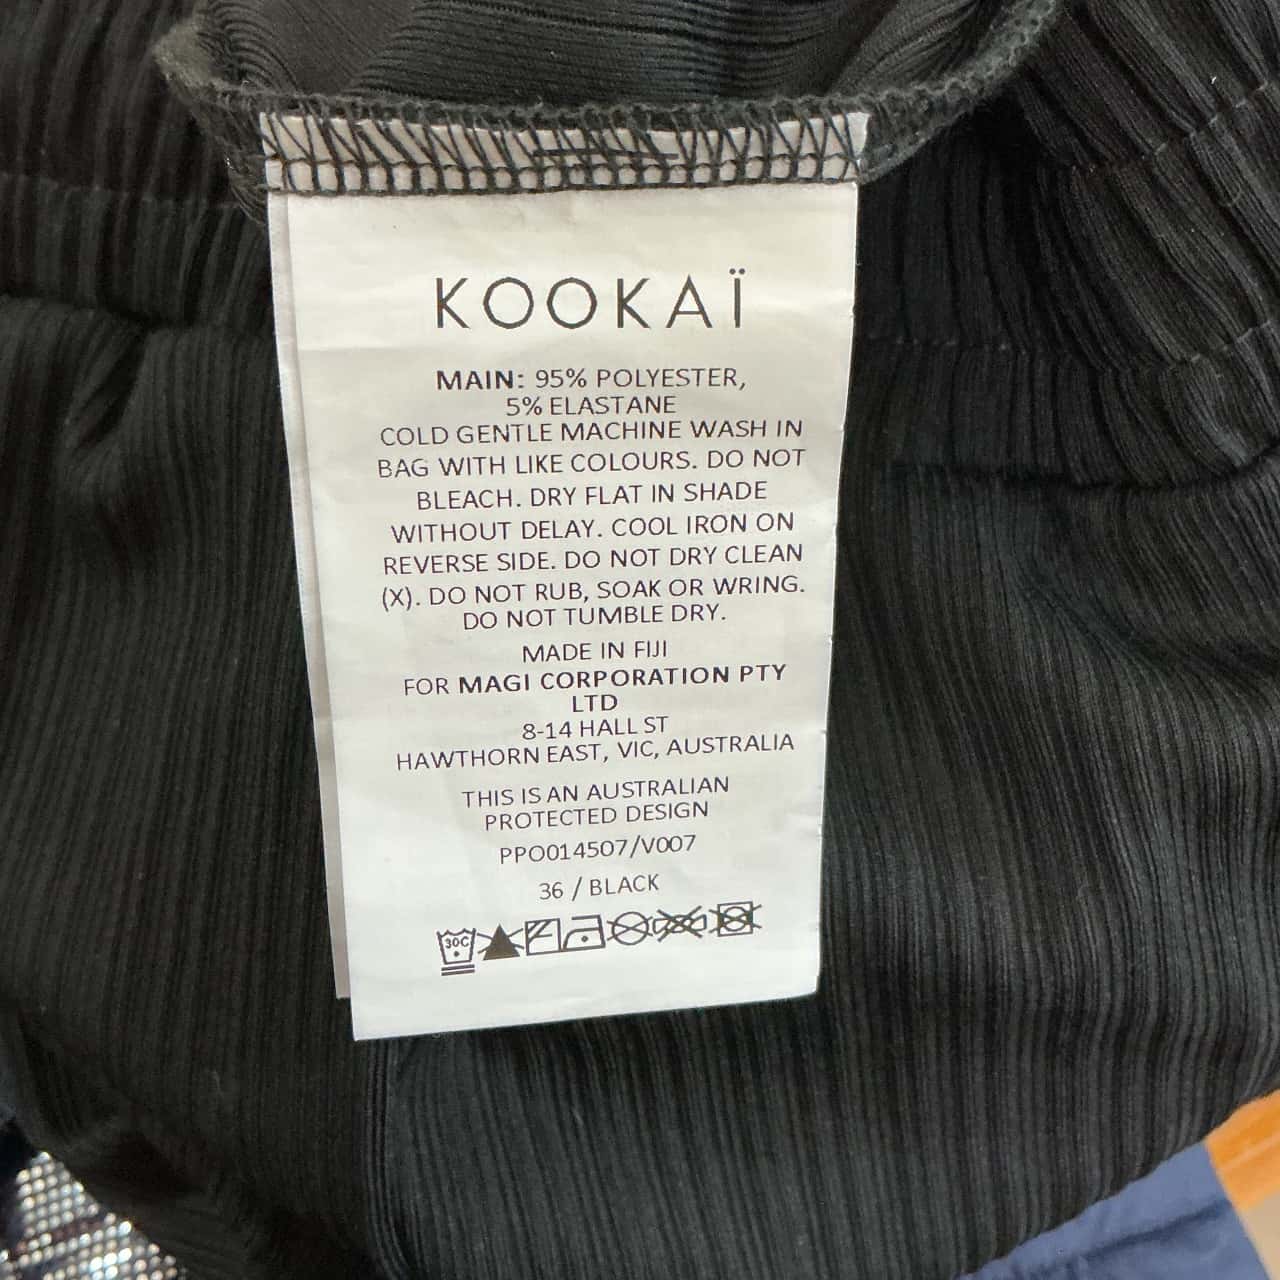 KOOKAÏ
MAIN: 95% POLYESTER,
5% ELASTANE
COLD GENTLE MACHINE WASH IN
BAG WITH LIKE COLOURS. DO NOT
BLEACH. DRY FLAT IN SHADE
WITHOUT DELAY. COOL IRON ON
REVERSE SIDE. DO NOT DRY CLEAN
(X). DO NOT RUB, SOAK OR WRING.
DO NOT TUMBLE DRY.
MADE IN FIJI
FOR MAGI CORPORATION PTY
LTD
8-14 HALL ST
HAWTHORN EAST, VIC, AUSTRALIA
THIS IS AN AUSTRALIAN
PROTECTED DESIGN
PPO014507/V007
36 / BLACK
30C